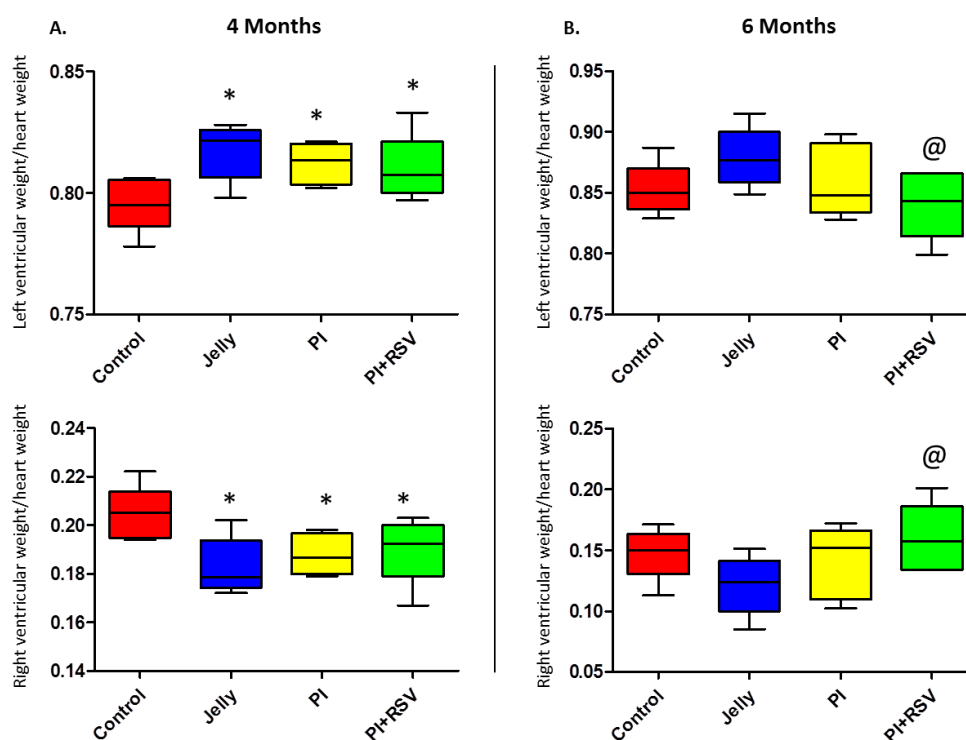 A.
4 Months
Left ventricular weight/heart weight
0.85
0.80
0.75
*
*
*
Control
Jelly
PI
PI+RSV
Right ventricular weight/heart weight
0.24
0.22
0.20
0.18
0.16
0.14
*
*
*
Control
Jelly
PI
PI+RSV
B.
6 Months
Left ventricular weight/heart weight
0.95
0.90
0.85
0.80
0.75
@
Control
Jelly
PI
PI+RSV
Right ventricular weight/heart weight
0.25
0.20
0.15
0.10
0.05
@
Control
Jelly
PI
PI+RSV